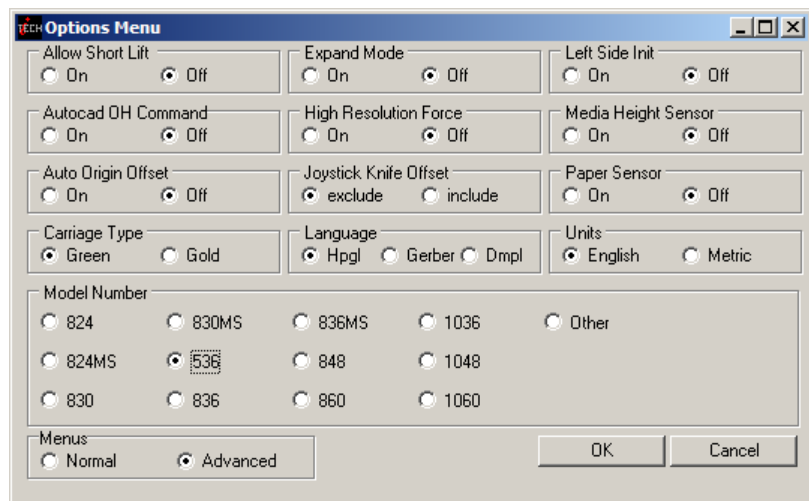 TECH Options Menu
Allow Short Lift Expand Mode Left Side Init
On Off On Off On Off
Autocad OH Command High Resolution Force Media Height Sensor
On Off On Off On Off
Auto Origin Offset Joystick Knife Offset Paper Sensor
On Off exclude include On Off
Carriage Type Language Units
Green Gold Hpgl Gerber Dmpl English Metric
Model Number
824 830MS 836MS 1036 Other
824MS 536 848 1048
830 836 860 1060
Menus
Normal Advanced OK Cancel